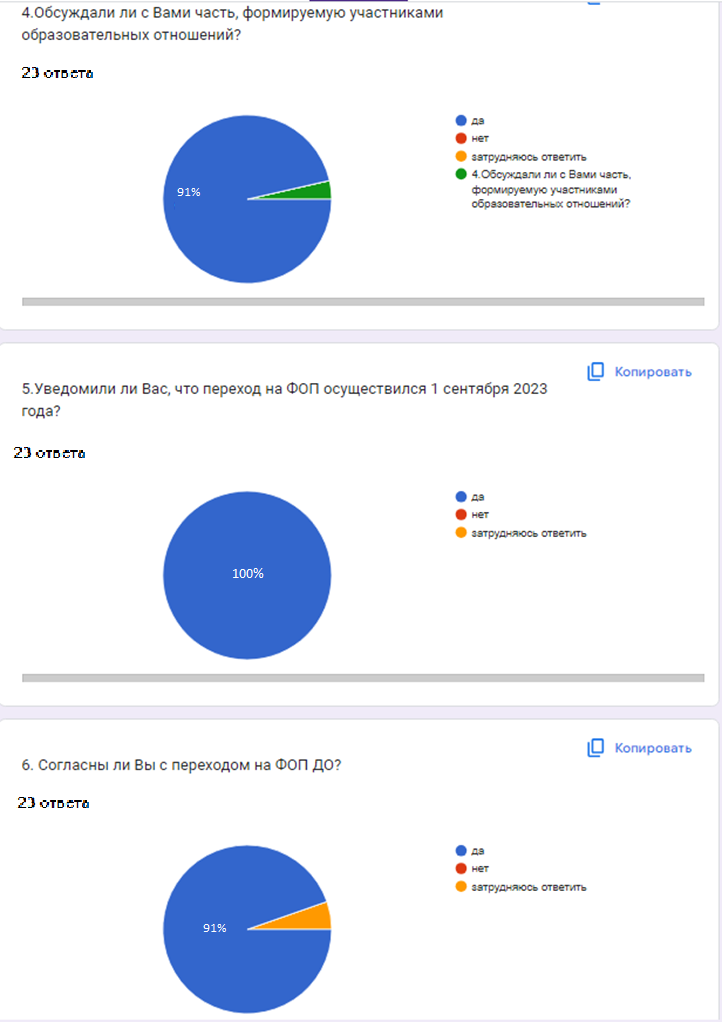 4.Обсуждали ли с Вами часть, формируемую участниками
образовательных отношений?
23 ответа
да
нет
затрудняюсь ответить
4.Обсуждали ли с Вами часть,
формируемую участниками
образовательных отношений?
91%
Копировать
5.Уведомили ли Вас, что переход на ФОП осуществился 1 сентября 2023
года?
23 ответа
да
нет
затрудняюсь ответить
100%
Копировать
6. Согласны ли Вы с переходом на ФОП ДО?
23 ответа
да
нет
затрудняюсь ответить
91%